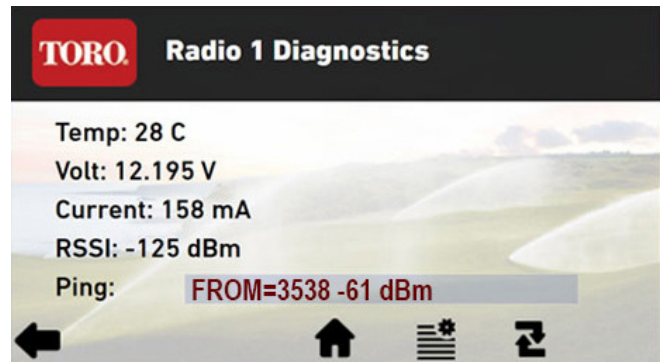 TORO. Radio 1 Diagnostics
Temp: 28 C
Volt: 12.195 V
Current: 158 mA
RSSI: -125 dBm
Ping: FROM=3538 -61 dBm